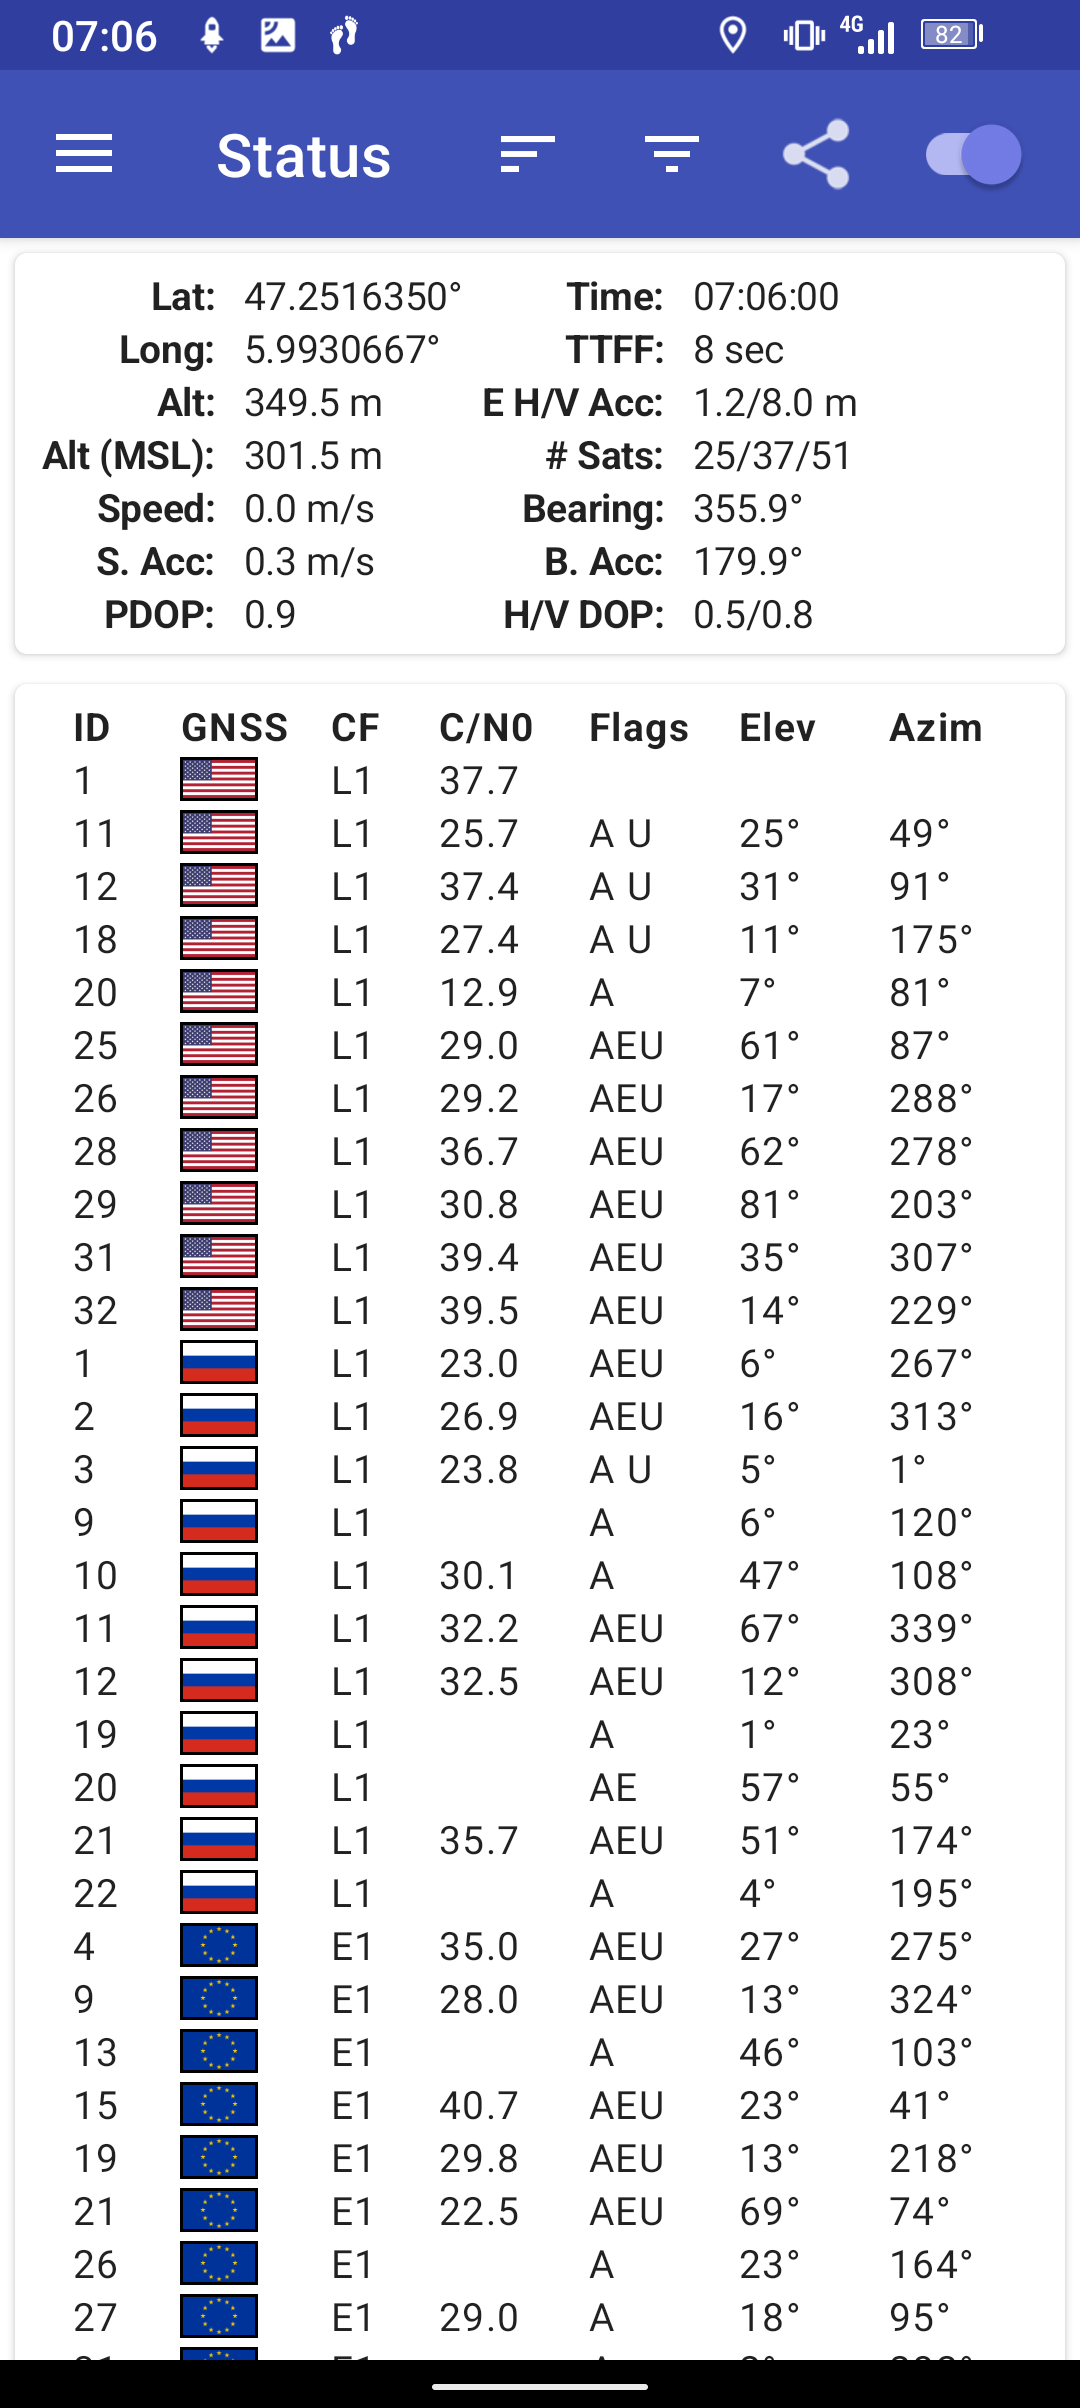 07:06 4G 82
Status
Lat: 47.2516350° Time: 07:06:00
Long: 5.9930667° TTFF: 8 sec
Alt: 349.5 m E H/V Acc: 1.2/8.0 m
Alt (MSL): 301.5 m # Sats: 25/37/51
Speed: 0.0 m/s Bearing: 355.9°
S. Acc: 0.3 m/s B. Acc: 179.9°
PDOP: 0.9 H/V DOP: 0.5/0.8
ID GNSS CF C/N0 Flags Elev Azim
1 L1 37.7
11 L1 25.7 A U 25° 49°
12 L1 37.4 A U 31° 91°
18 L1 27.4 A U 11° 175°
20 L1 12.9 A 7° 81°
25 L1 29.0 AEU 61° 87°
26 L1 29.2 AEU 17° 288°
28 L1 36.7 AEU 62° 278°
29 L1 30.8 AEU 81° 203°
31 L1 39.4 AEU 35° 307°
32 L1 39.5 AEU 14° 229°
1 L1 23.0 AEU 6° 267°
2 L1 26.9 AEU 16° 313°
3 L1 23.8 A U 5° 1°
9 L1 A 6° 120°
10 L1 30.1 A 47° 108°
11 L1 32.2 AEU 67° 339°
12 L1 32.5 AEU 12° 308°
19 L1 A 1° 23°
20 L1 AE 57° 55°
21 L1 35.7 AEU 51° 174°
22 L1 A 4° 195°
4 E1 35.0 AEU 27° 275°
9 E1 28.0 AEU 13° 324°
13 E1 A 46° 103°
15 E1 40.7 AEU 23° 41°
19 E1 29.8 AEU 13° 218°
21 E1 22.5 AEU 69° 74°
26 E1 A 23° 164°
27 E1 29.0 A 18° 95°